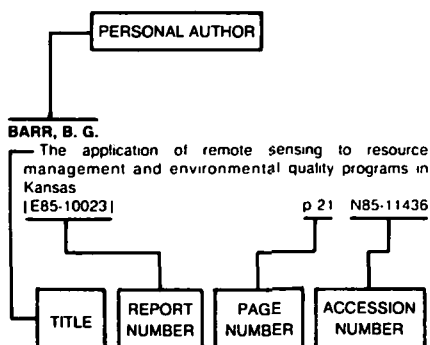 PERSONAL AUTHOR
BARR, B. G.
The application of remote sensing to resource
management and environmental quality programs in
Kansas
[E85-10023] p 21 N85-11436
TITLE
REPORT
NUMBER
PAGE
NUMBER
ACCESSION
NUMBER